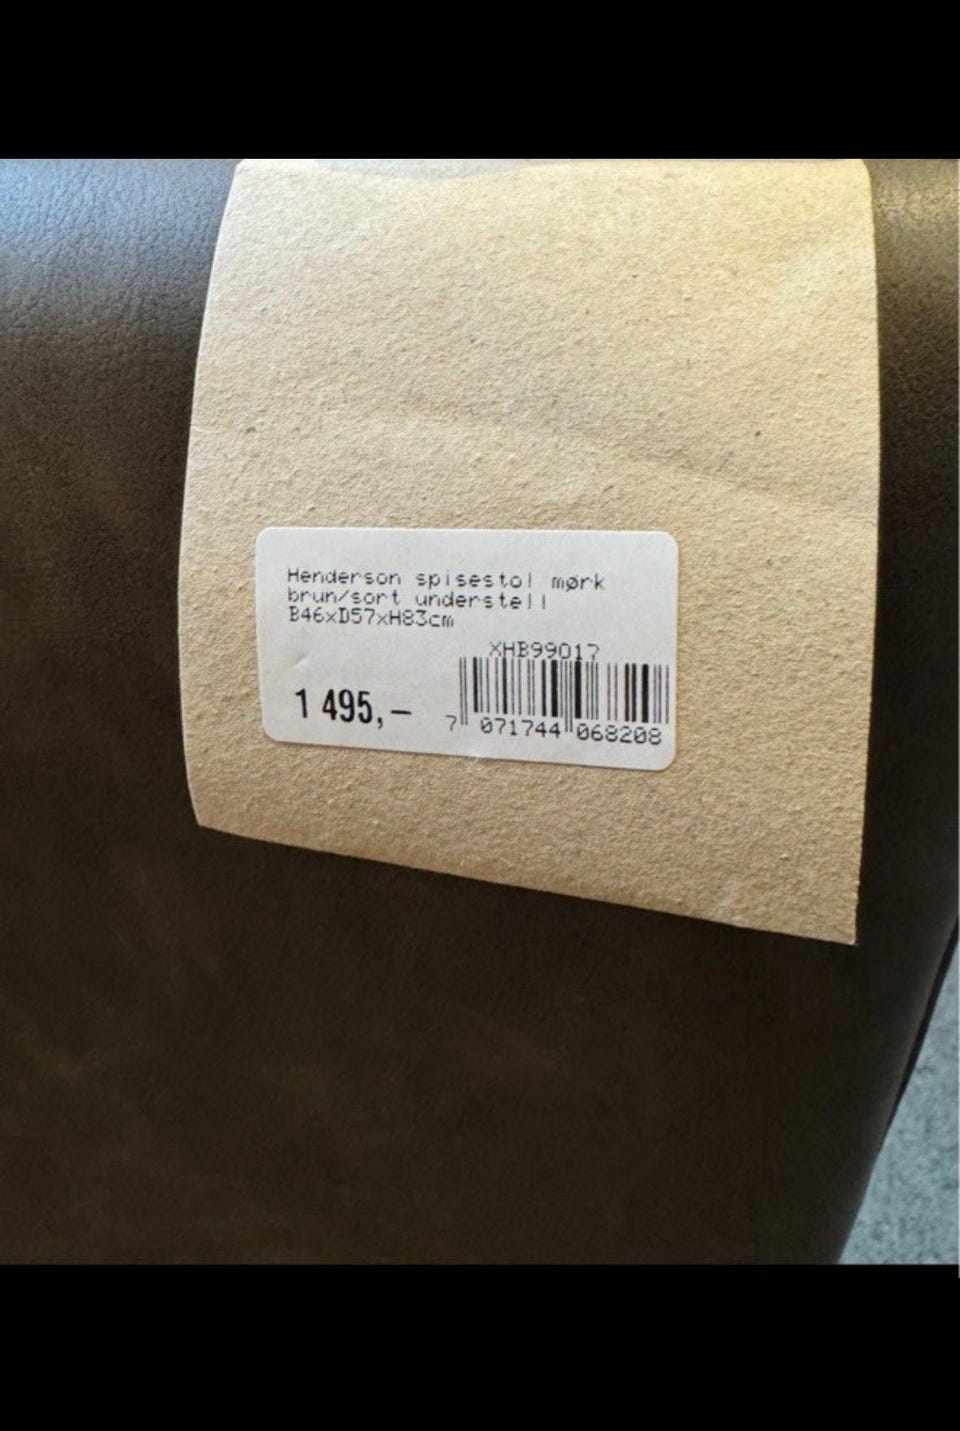 Henderson spisestol mørk
brun/sort understell
B46xD57xH83cm
XHB99017
1 495,–
7 071744 068208